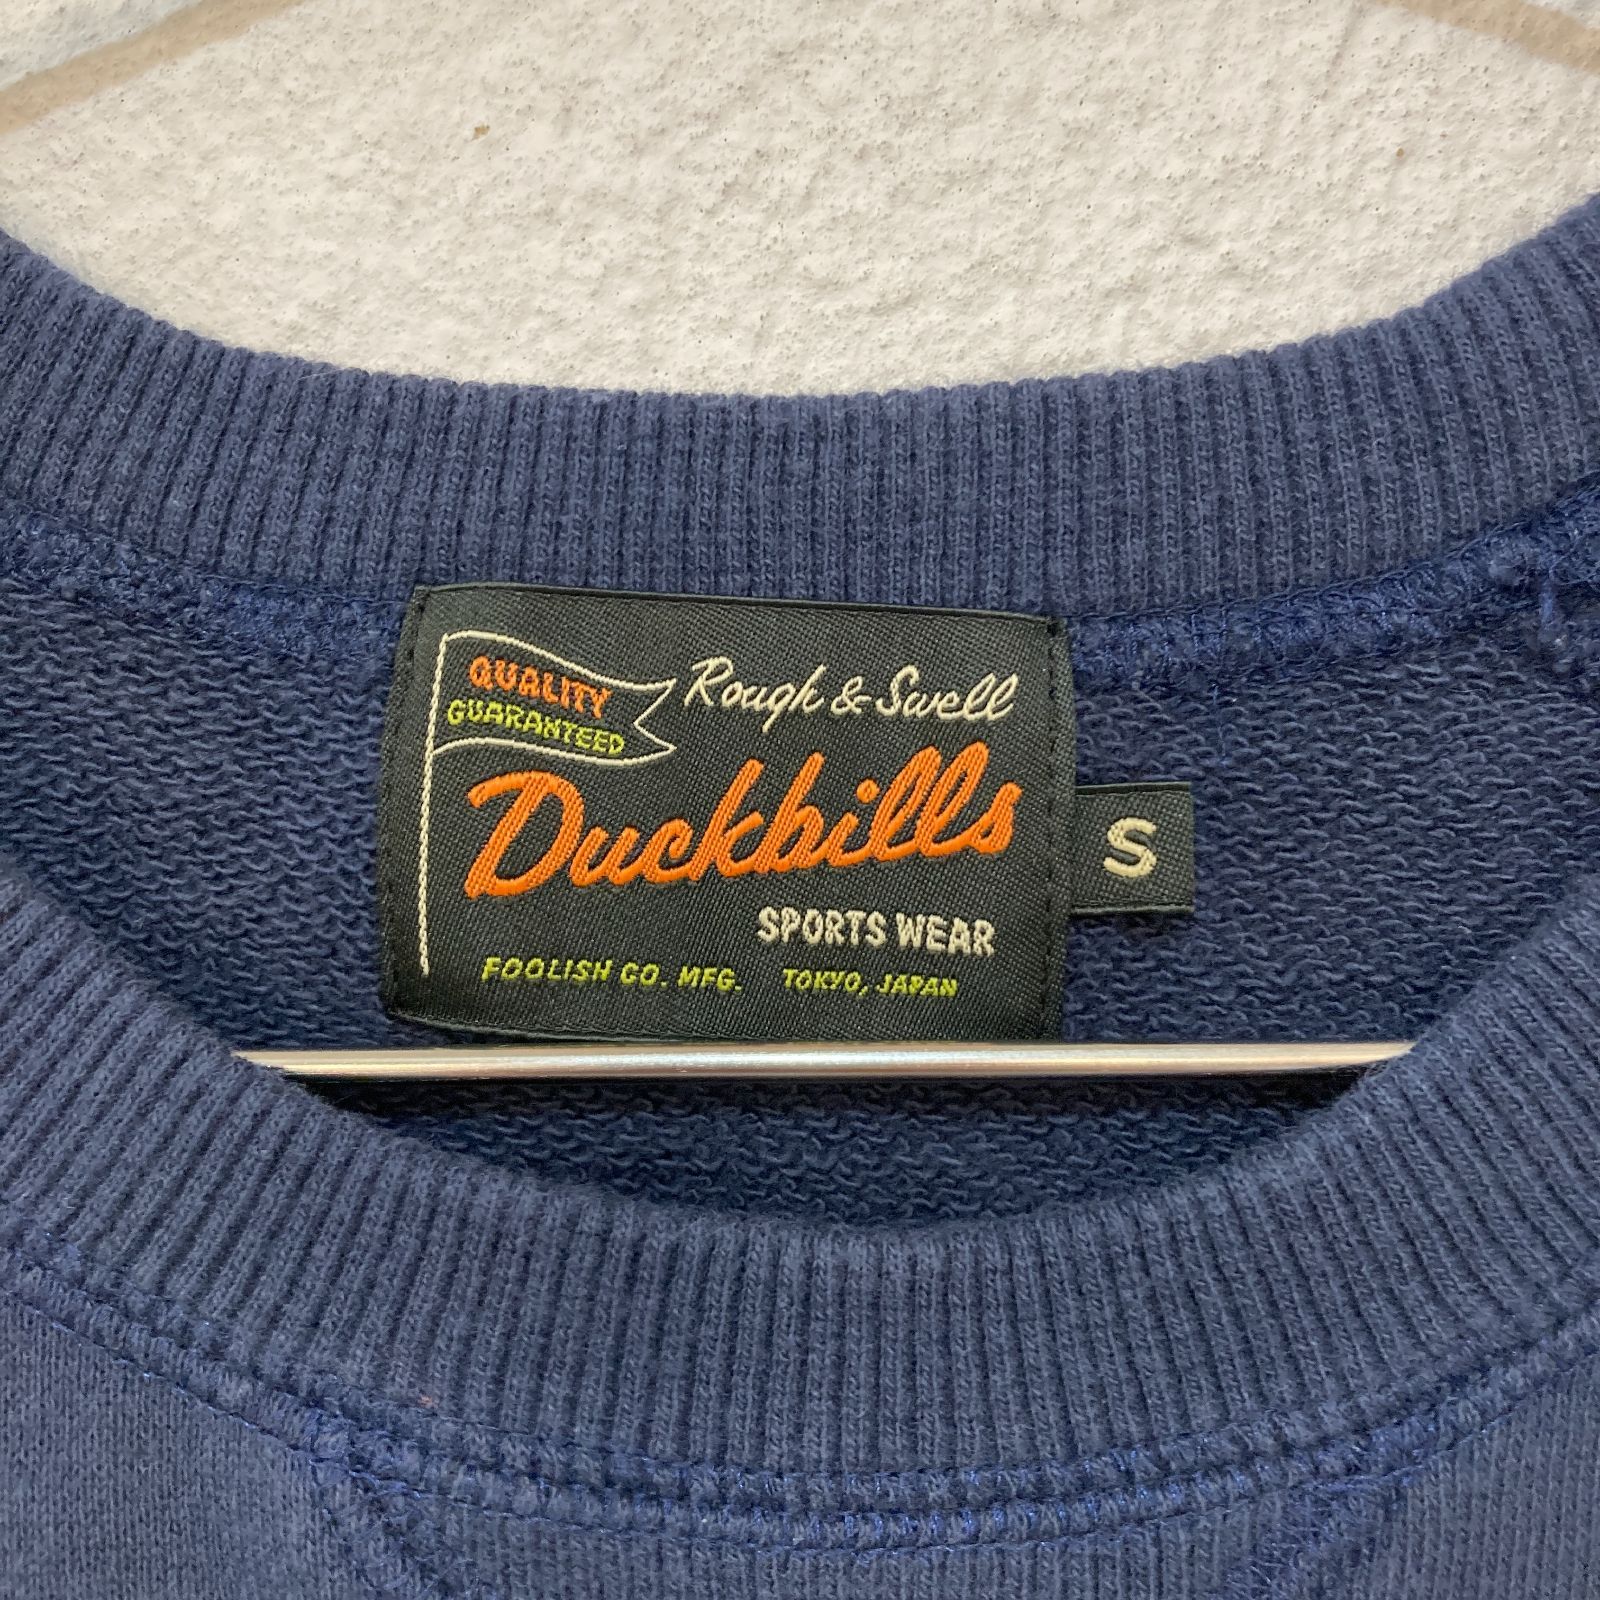 QUALITY
GUARANTEED
Rough & Swell
Duckbills
SPORTS WEAR
FOOLISH CO. MFG. TOKYO, JAPAN
S